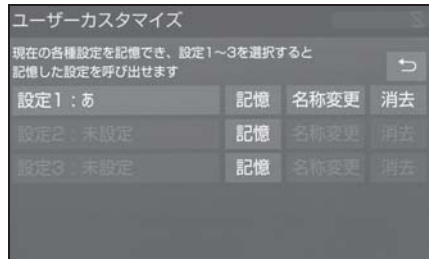 ユーザーカスタマイズ
現在の各種設定を記憶でき、設定1～3を選択すると
記憶した設定を呼び出せます
設定1：あ 記憶 名称変更 消去
設定2：未設定 記憶 名称変更 消去
設定3：未設定 記憶 名称変更 消去